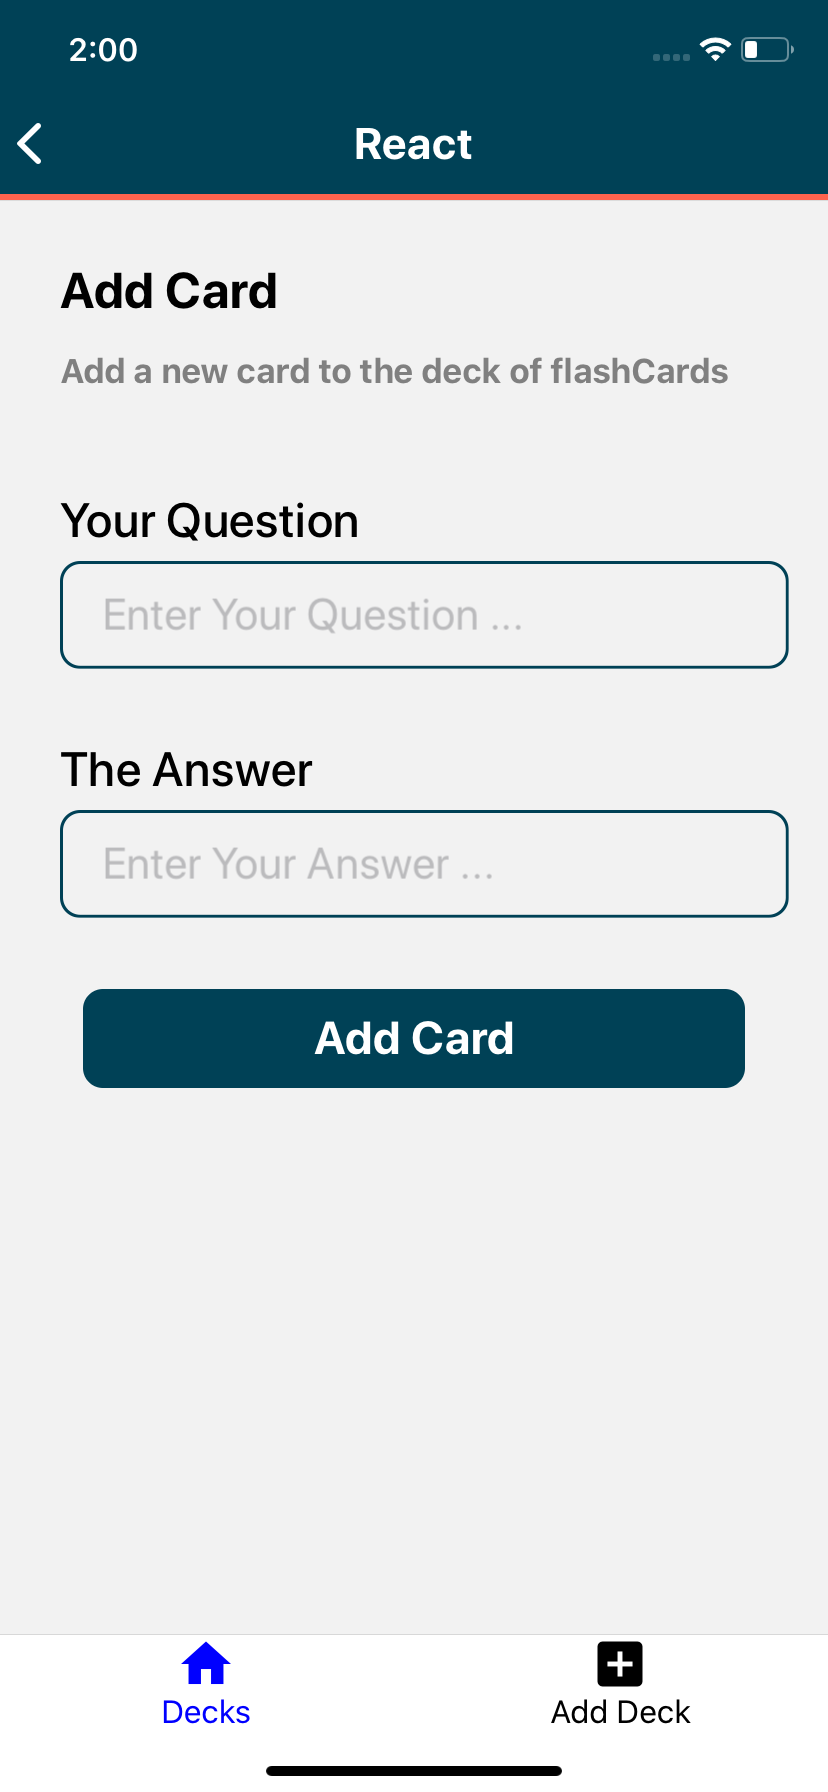 2:00
React
Add Card
Add a new card to the deck of flashCards
Your Question
Enter Your Question ...
The Answer
Enter Your Answer ...
Add Card
Decks
Add Deck